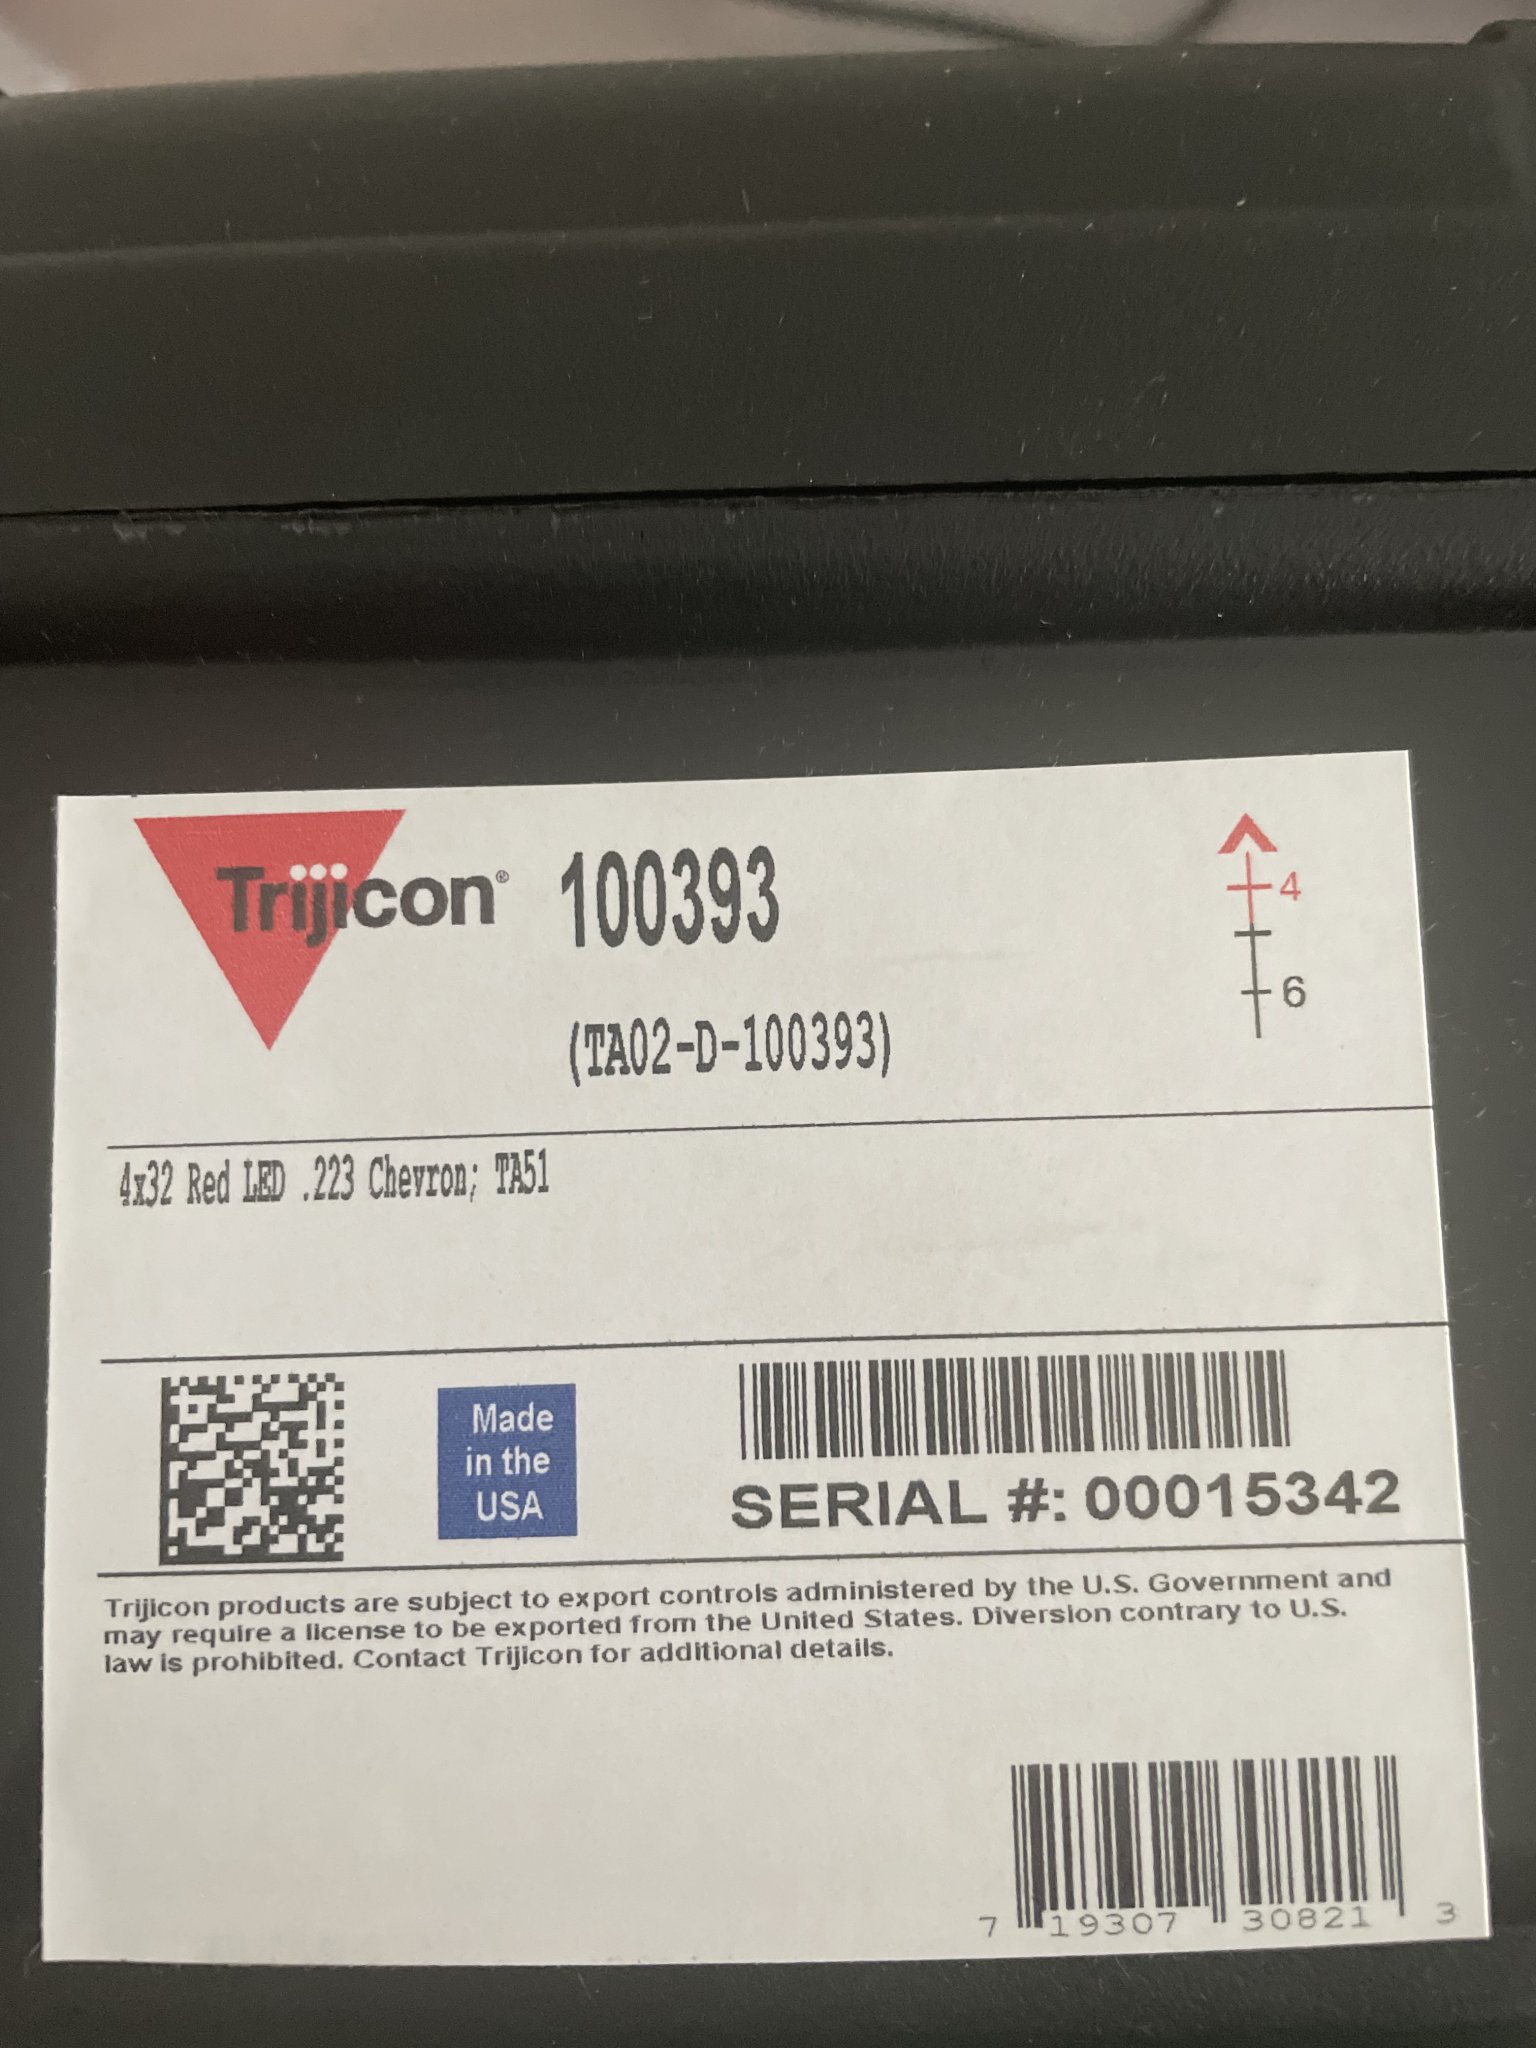 Trijicon®
100393
(TA02-D-100393)
4
6
4x32 Red LED .223 Chevron; TA51
Made
in the
USA
SERIAL #: 00015342
Trijicon products are subject to export controls administered by the U.S. Government and
may require a license to be exported from the United States. Diversion contrary to U.S.
law is prohibited. Contact Trijicon for additional details.
7 19307 30821 3